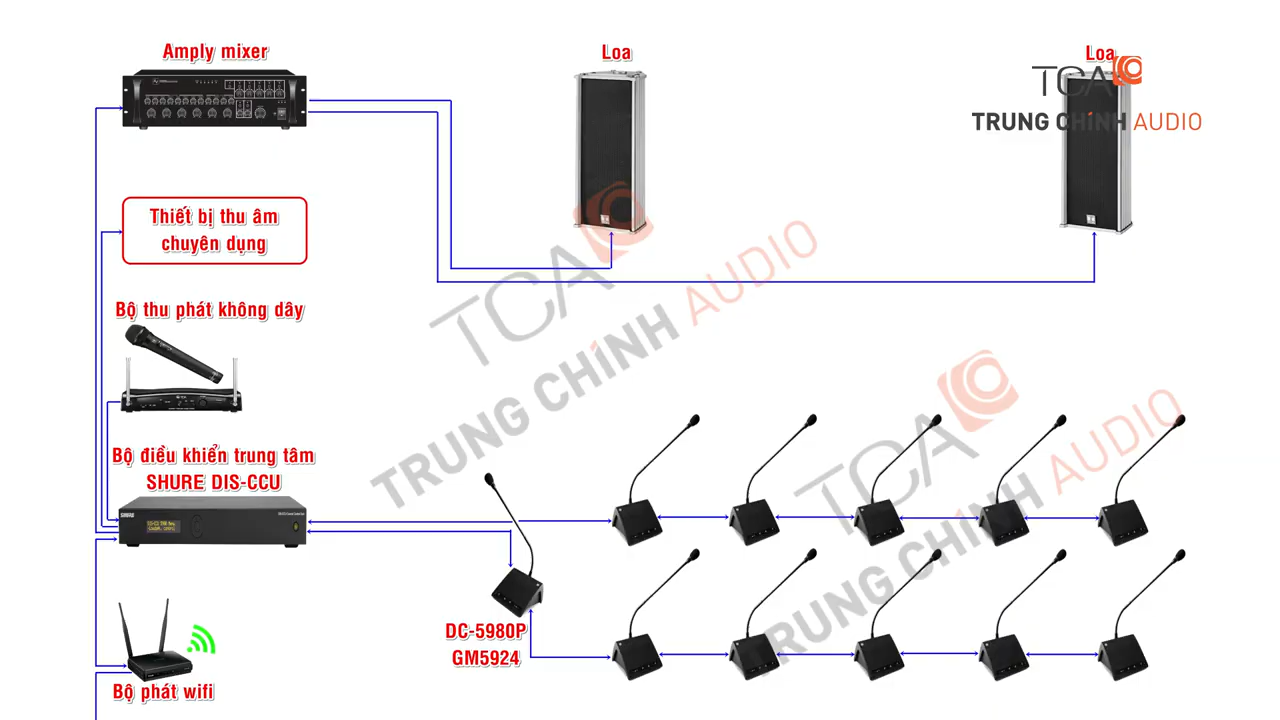 Amply mixer
Loa
Loa
TCA
TRUNG CHÍNH AUDIO
Thiết bị thu âm
chuyên dụng
TCA
TRUNG CHÍNH AUDIO
Bộ thu phát không dây
Bộ điều khiển trung tâm
SHURE DIS-CCU
SHURE
TCA
TRUNG CHÍNH AUDIO
DC-5980P
GM5924
Bộ phát wifi